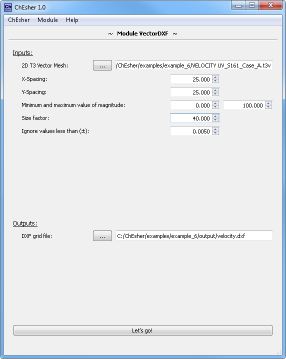 ChEsher 1.0
ChEsher Module Help
~ Module VectorDXF ~
Inputs:
2D T3 Vector Mesh: ... /ChEsher/examples/example_6/VELOCITY UV_S161_Case_A.t3v
X-Spacing: 25.000
Y-Spacing: 25.000
Minimum and maximum value of magnitude: 0.000 100.000
Size factor: 40.000
Ignore values less than (±): 0.0050
Outputs:
DXF grid file: ... C:/ChEsher/examples/example_6/output/velocity.dxf
Let's go!